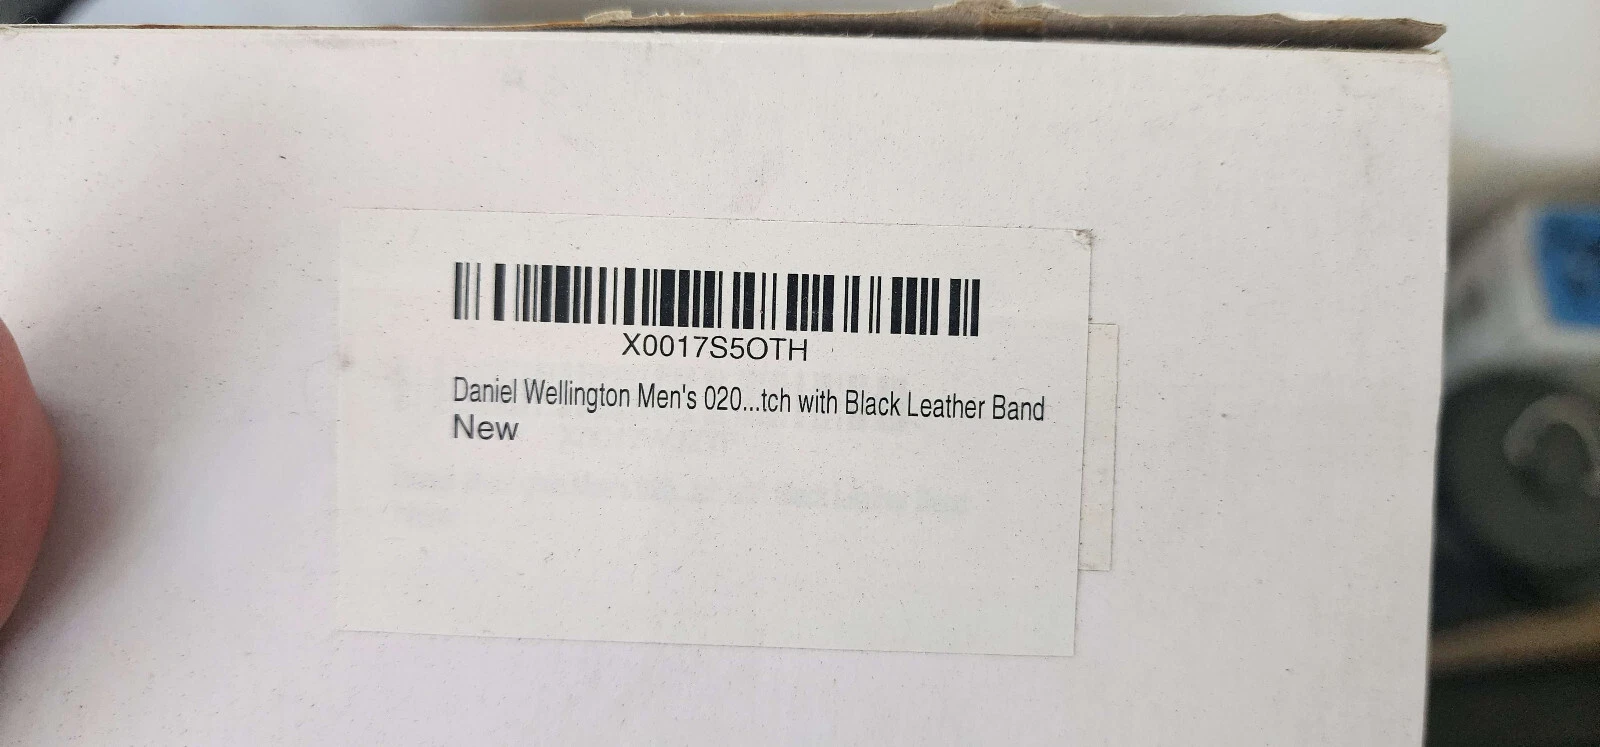 X0017S5OTH
Daniel Wellington Men's 020...tch with Black Leather Band
New